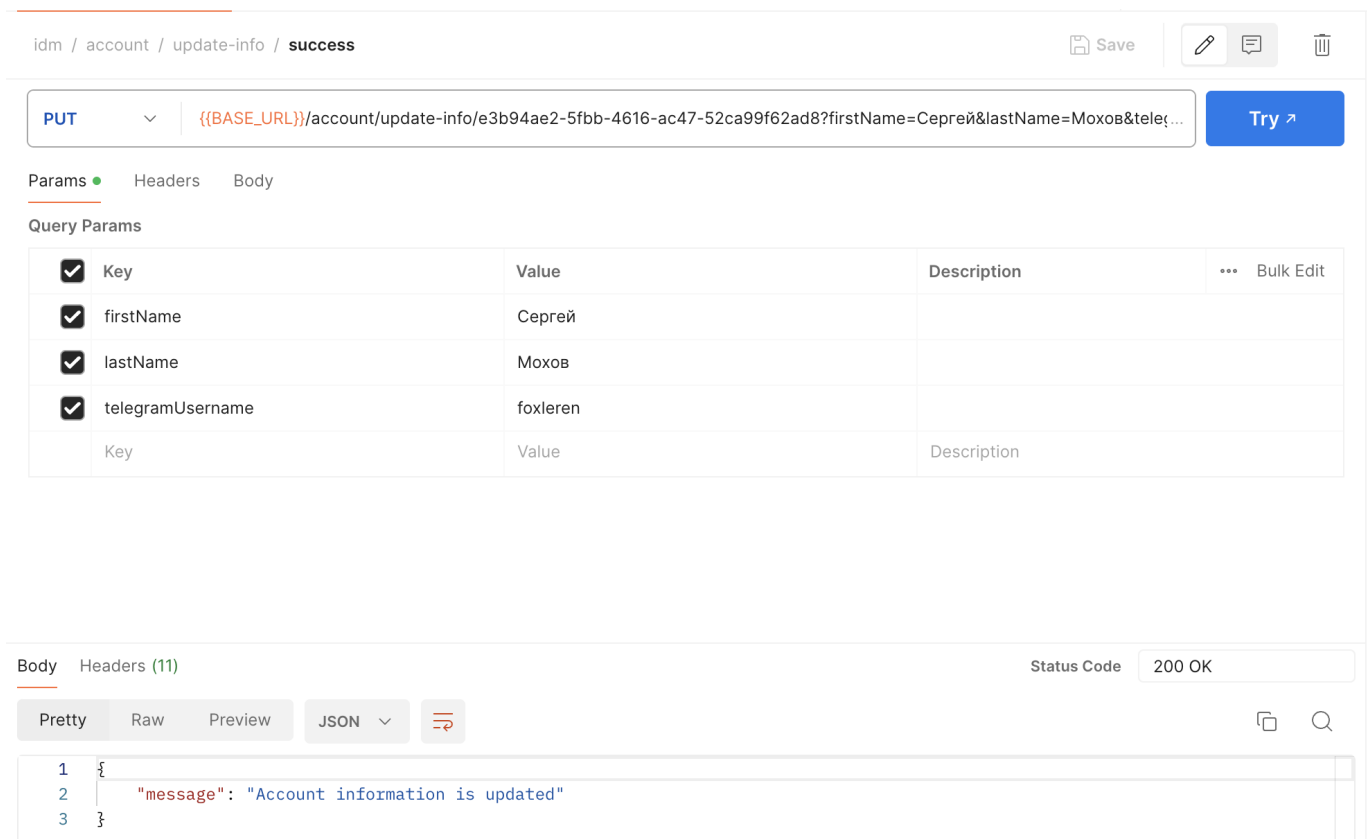 idm / account / update-info / success
Save
PUT
{{BASE_URL}}/account/update-info/e3b94ae2-5fbb-4616-ac47-52ca99f62ad8?firstName=Сергей&lastName=Мохов&teleg...
Try
Params
Headers
Body
Query Params
Key Value Description Bulk Edit
firstName Сергей
lastName Мохов
telegramUsername foxleren
Key Value Description
Body Headers (11) Status Code 200 OK
Pretty Raw Preview JSON
1 {
2 "message": "Account information is updated"
3 }